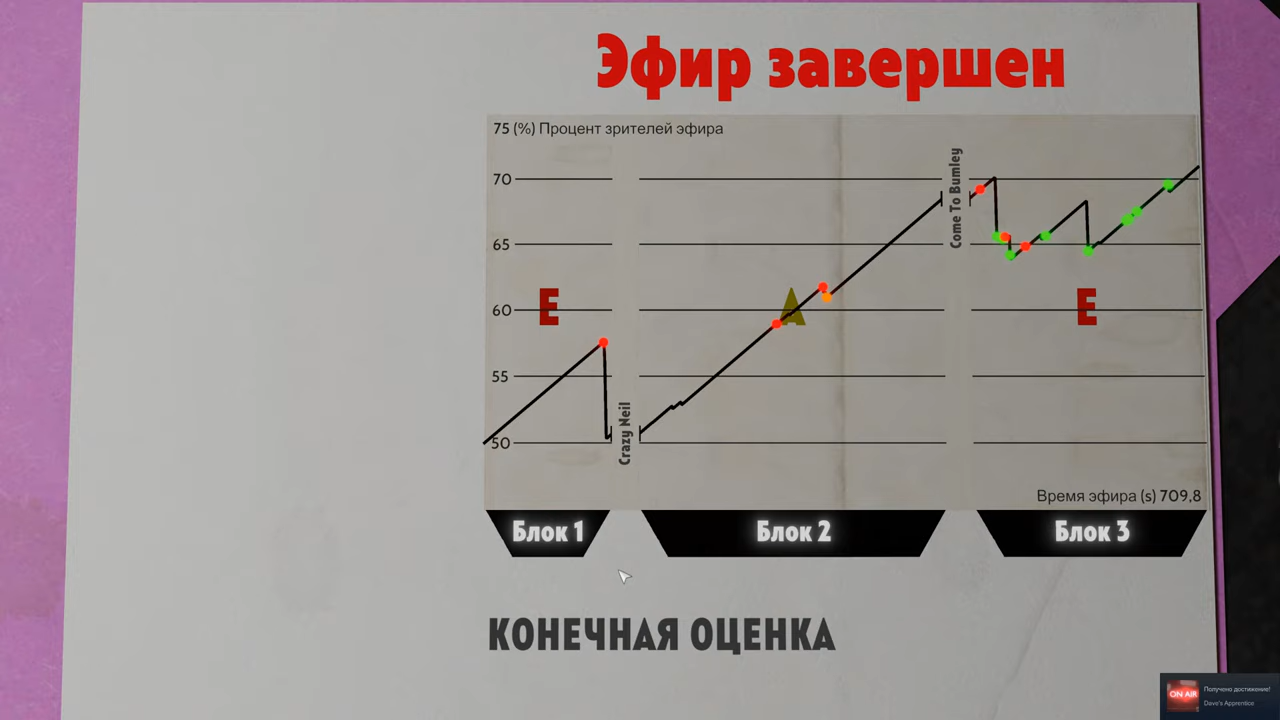 Эфир завершен
75 (%) Процент зрителей эфира
70
65
60
55
50
E
A
E
Crazy Neil
Come To Bumley
Время эфира (s) 709,8
Блок 1
Блок 2
Блок 3
КОНЕЧНАЯ ОЦЕНКА
ON AIR
Получено достижение!
Dave's Apprentice